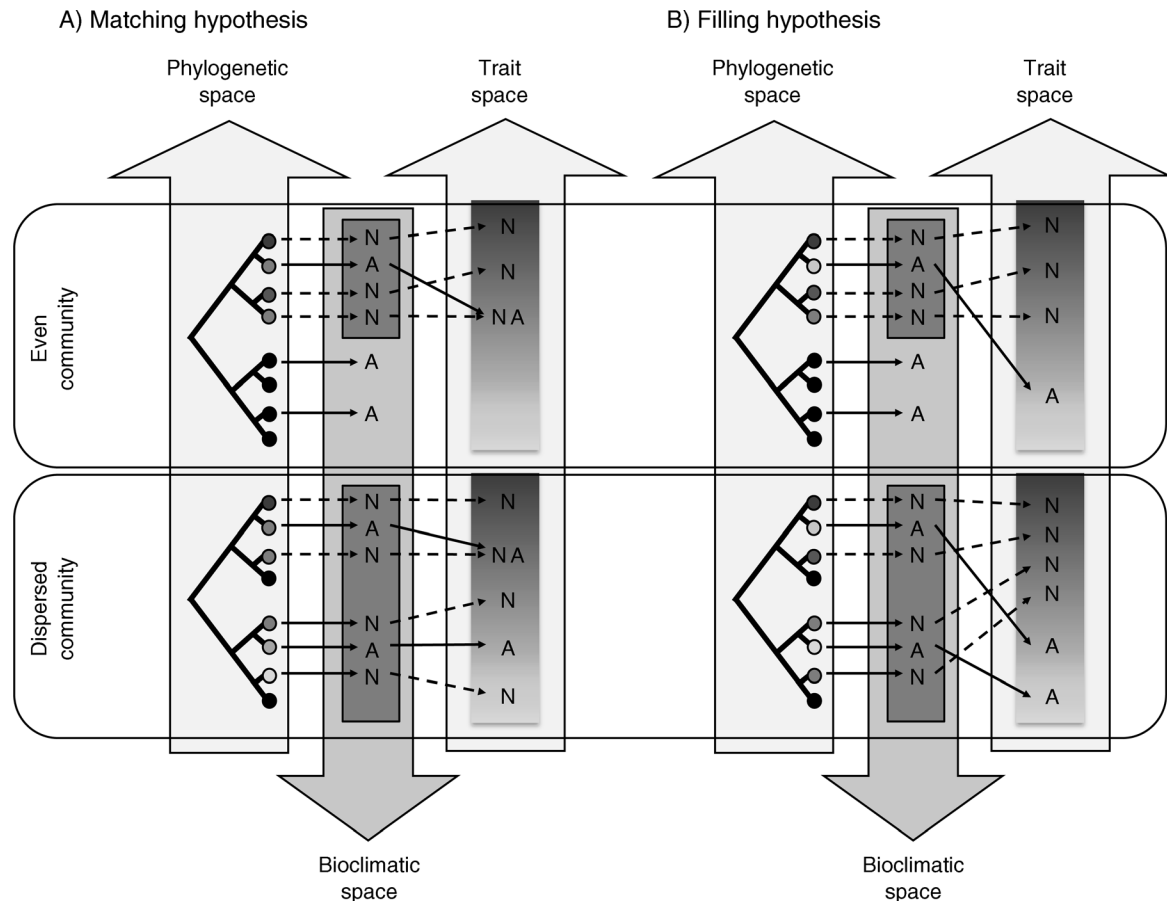 A) Matching hypothesis
B) Filling hypothesis
Phylogenetic
space
Trait
space
Phylogenetic
space
Trait
space
Even
community
N
A
N
N
A
A
N
N
N A
N
A
N
N
A
A
N
N
N
A
Dispersed
community
N
A
N
N
A
N
N
N A
N
A
N
N
A
N
N
A
N
N
N
N
N
A
A
Bioclimatic
space
Bioclimatic
space